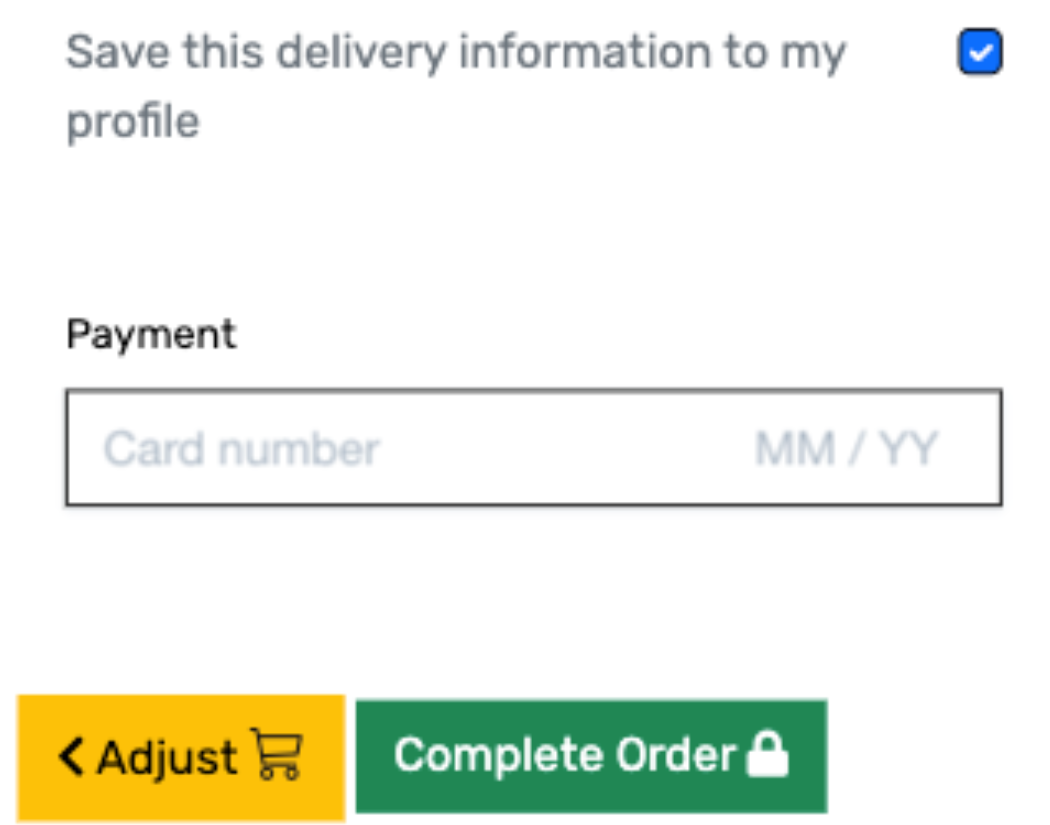 Save this delivery information to my
profile
Payment
Card number MM / YY
Adjust Complete Order